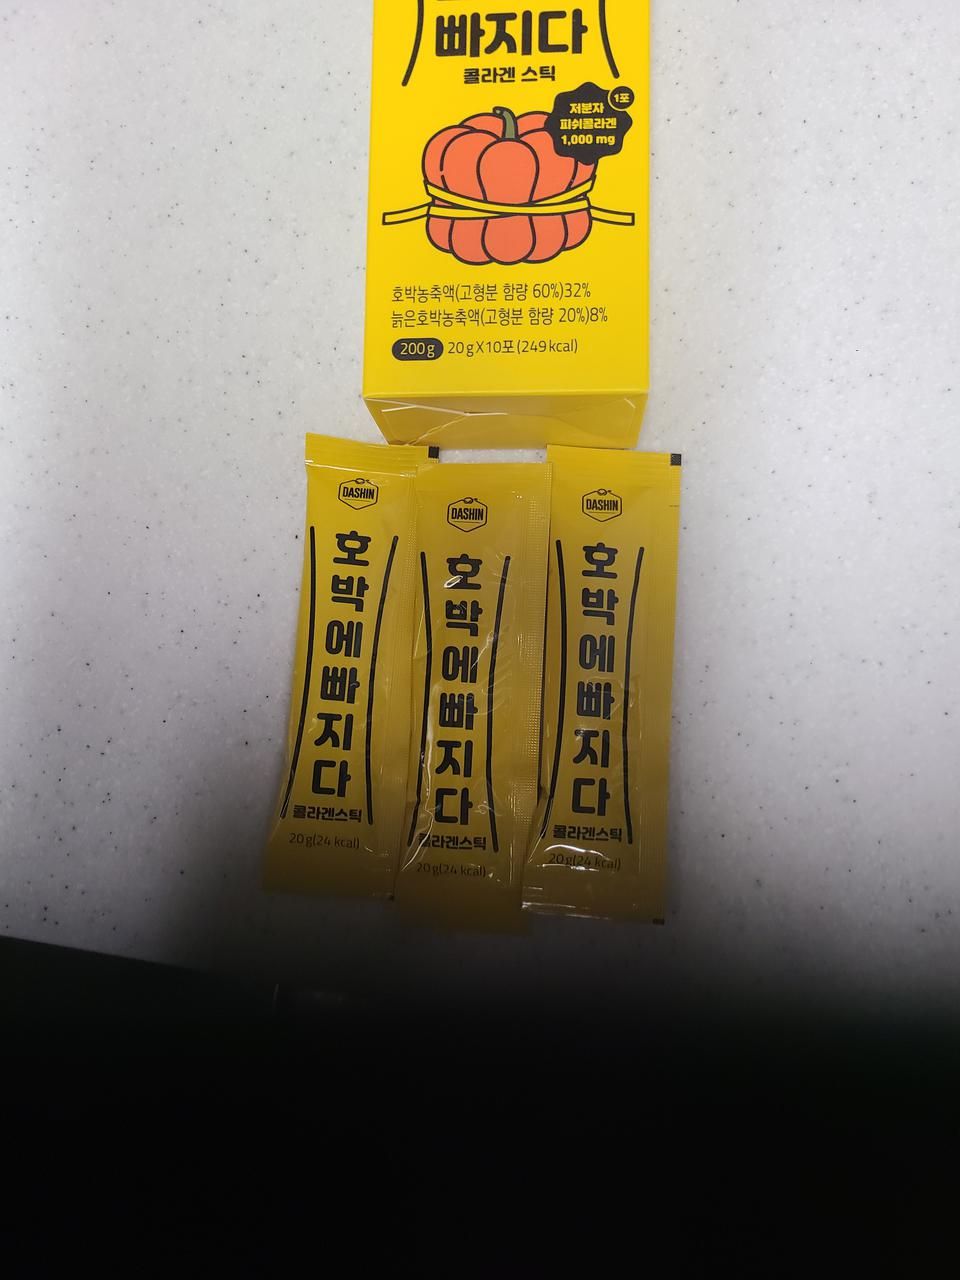 빠지다
콜라겐 스틱
1포
저분자
피쉬콜라겐
1,000 mg
호박농축액(고형분 함량 60%)32%
늙은호박농축액(고형분 함량 20%)8%
200g 20gX10포(249kcal)
DASHIN
호박에빠지다
콜라겐스틱
20g(24 kcal)
DASHIN
호박에빠지다
콜라겐스틱
20g(24 kcal)
DASHIN
호박에빠지다
콜라겐스틱
20g(24 kcal)